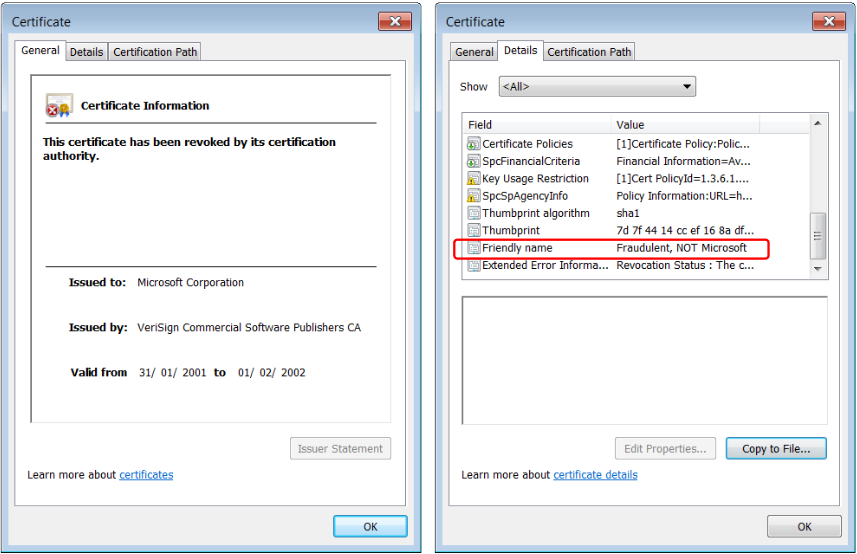 Certificate
General Details Certification Path
Certificate Information
This certificate has been revoked by its certification
authority.
Issued to: Microsoft Corporation
Issued by: VeriSign Commercial Software Publishers CA
Valid from 31/ 01/ 2001 to 01/ 02/ 2002
Issuer Statement
Learn more about certificates
OK
Certificate
General Details Certification Path
Show <All>
Field Value
Certificate Policies [1]Certificate Policy:Polic...
SpcFinancialCriteria Financial Information=Av...
Key Usage Restriction [1]Cert PolicyId=1.3.6.1....
SpcSpAgencyInfo Policy Information:URL=h...
Thumbprint algorithm sha1
Thumbprint 7d 7f 44 14 cc ef 16 8a df...
Friendly name Fraudulent, NOT Microsoft
Extended Error Informa... Revocation Status : The c...
Edit Properties... Copy to File...
Learn more about certificate details
OK